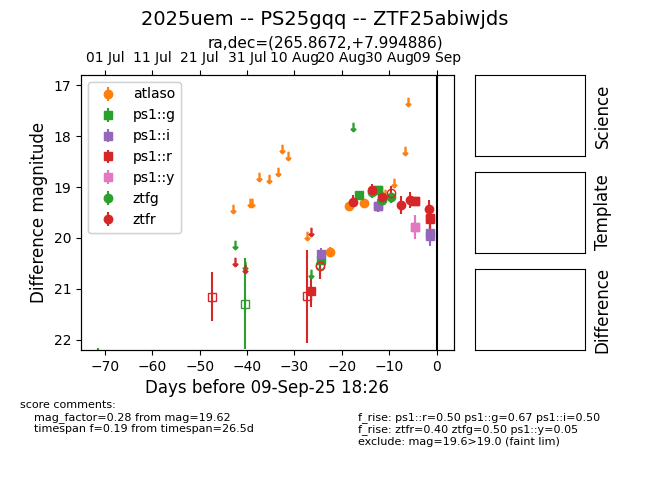 2025uem -- PS25gqq -- ZTF25abiwjds
ra,dec=(265.8672,+7.994886)
01 Jul 11 Jul 21 Jul 31 Jul 10 Aug 20 Aug 30 Aug 09 Sep
17
18
19
20
21
22
Difference magnitude
atlaso
ps1::g
ps1::i
ps1::r
ps1::y
ztfg
ztfr
−70 −60 −50 −40 −30 −20 −10 0
Days before 09-Sep-25 18:26
Science
Template
Difference
score comments:
mag_factor=0.28 from mag=19.62
timespan f=0.19 from timespan=26.5d
f_rise: ps1::r=0.50 ps1::g=0.67 ps1::i=0.50
f_rise: ztfr=0.40 ztfg=0.50 ps1::y=0.05
exclude: mag=19.6>19.0 (faint lim)